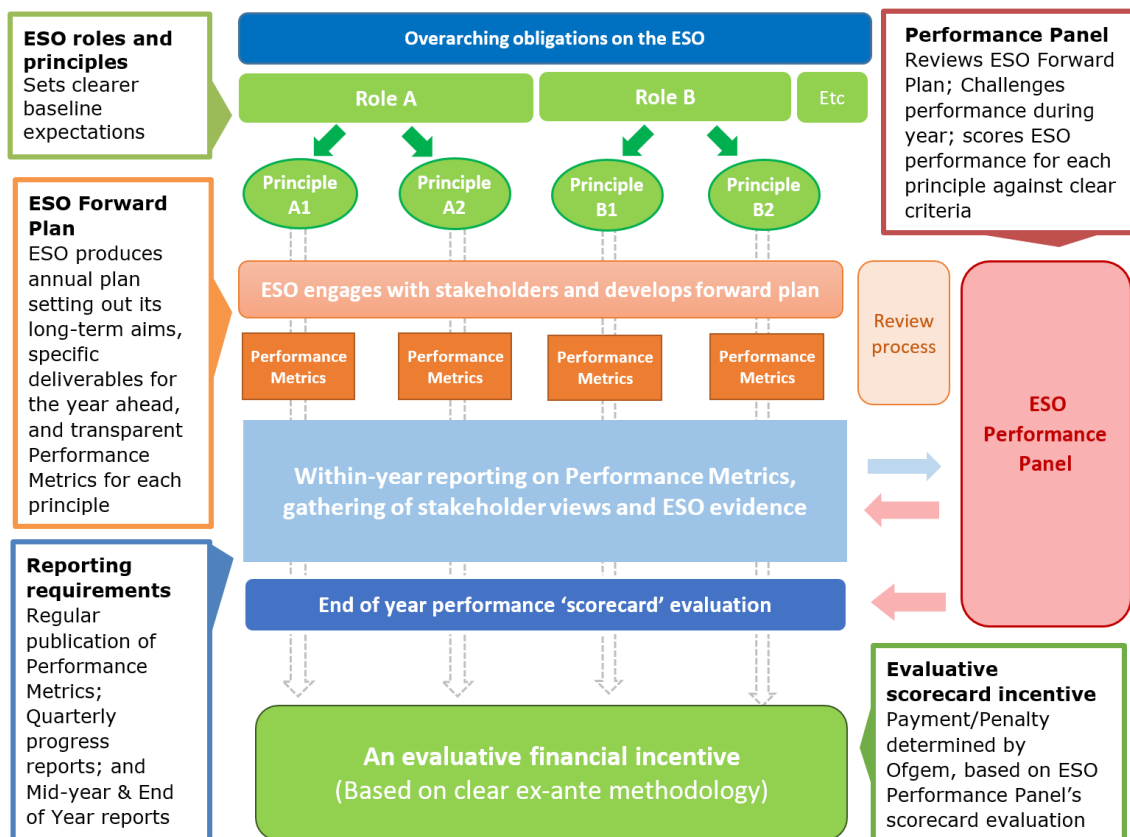 ESO roles and
principles
Sets clearer
baseline
expectations
Overarching obligations on the ESO
Role A
Role B
Etc
Principle
A1
Principle
A2
Principle
B1
Principle
B2
Performance Panel
Reviews ESO Forward
Plan; Challenges
performance during
year; scores ESO
performance for each
principle against clear
criteria
ESO Forward
Plan
ESO produces
annual plan
setting out its
long-term aims,
specific
deliverables for
the year ahead,
and transparent
Performance
Metrics for each
principle
ESO engages with stakeholders and develops forward plan
Performance
Metrics
Performance
Metrics
Performance
Metrics
Performance
Metrics
Review
process
ESO
Performance
Panel
Within-year reporting on Performance Metrics,
gathering of stakeholder views and ESO evidence
Reporting
requirements
Regular
publication of
Performance
Metrics;
Quarterly
progress
reports; and
Mid-year & End
of Year reports
End of year performance ‘scorecard’ evaluation
An evaluative financial incentive
(Based on clear ex-ante methodology)
Evaluative
scorecard incentive
Payment/Penalty
determined by
Ofgem, based on ESO
Performance Panel’s
scorecard evaluation